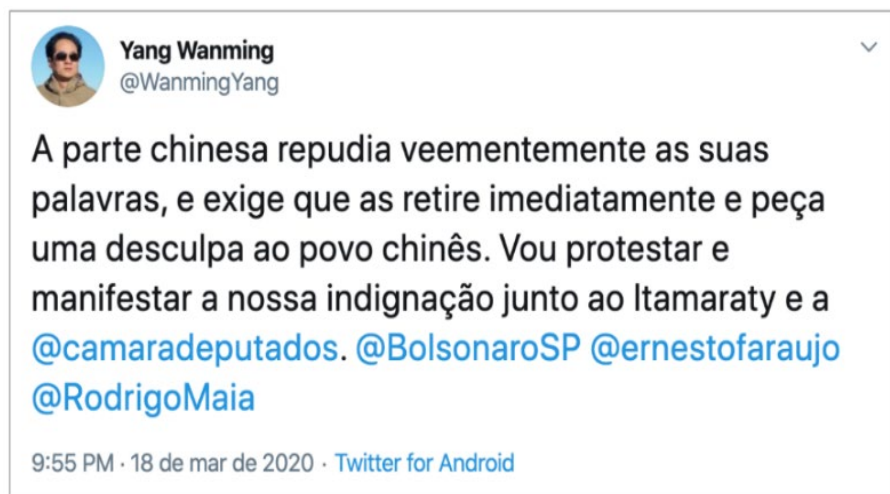 Yang Wanming
@WanmingYang
A parte chinesa repudia veementemente as suas
palavras, e exige que as retire imediatamente e peça
uma desculpa ao povo chinês. Vou protestar e
manifestar a nossa indignação junto ao Itamaraty e a
@camaradeputados. @BolsonaroSP @ernestofaraujo
@RodrigoMaia
9:55 PM · 18 de mar de 2020 · Twitter for Android